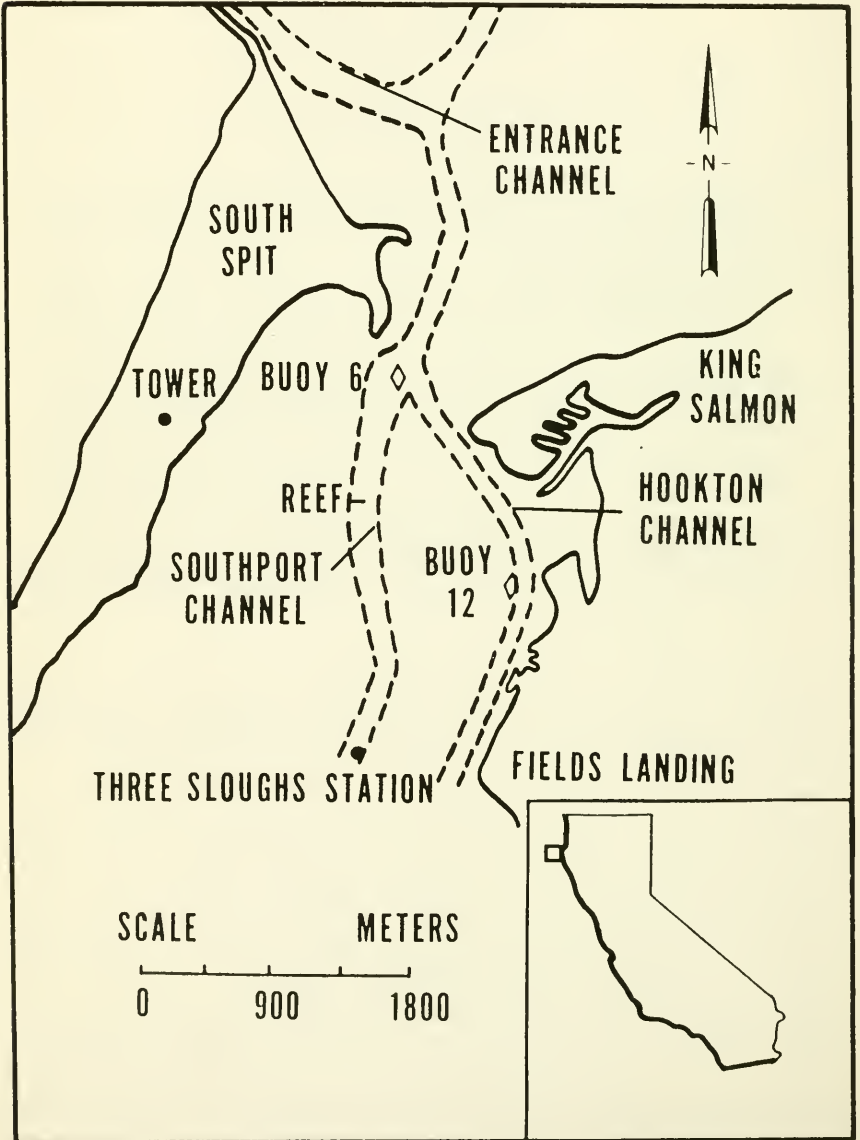 ENTRANCE
CHANNEL
N
SOUTH
SPIT
TOWER
BUOY 6
KING
SALMON
REEF
HOOKTON
CHANNEL
SOUTHPORT
CHANNEL
BUOY
12
THREE SLOUGHS STATION
FIELDS LANDING
SCALE METERS
0 900 1800